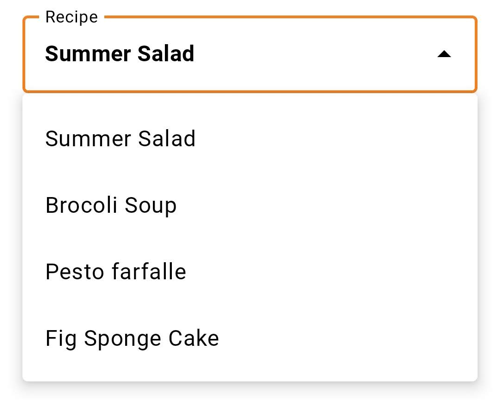 Recipe
Summer Salad
Summer Salad
Brocoli Soup
Pesto farfalle
Fig Sponge Cake